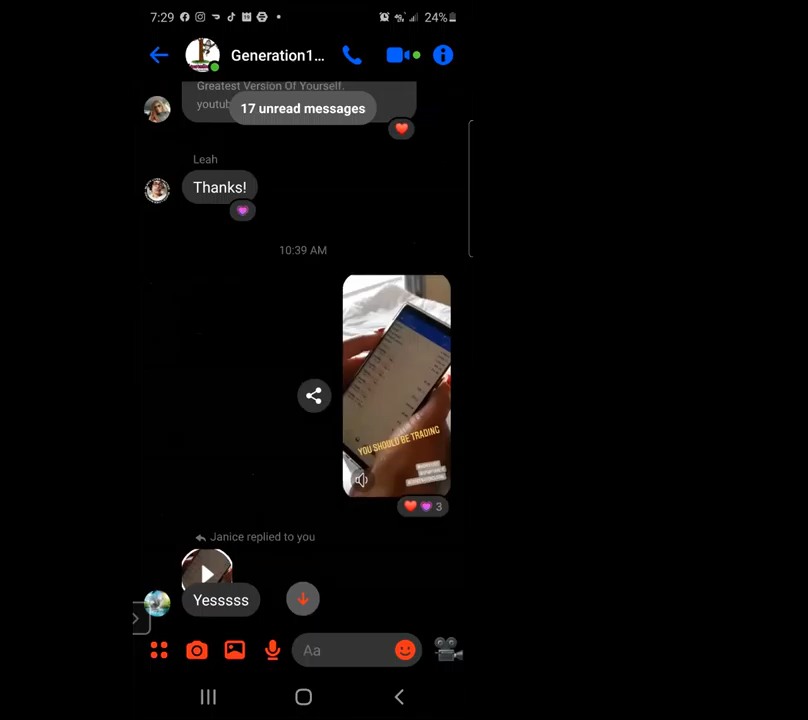 7:29
24%
Generation1...
Greatest Version Of Yourself.
youtub
17 unread messages
Leah
Thanks!
10:39 AM
YOU SHOULD BE TRADING
3
Janice replied to you
Yesssss
Aa